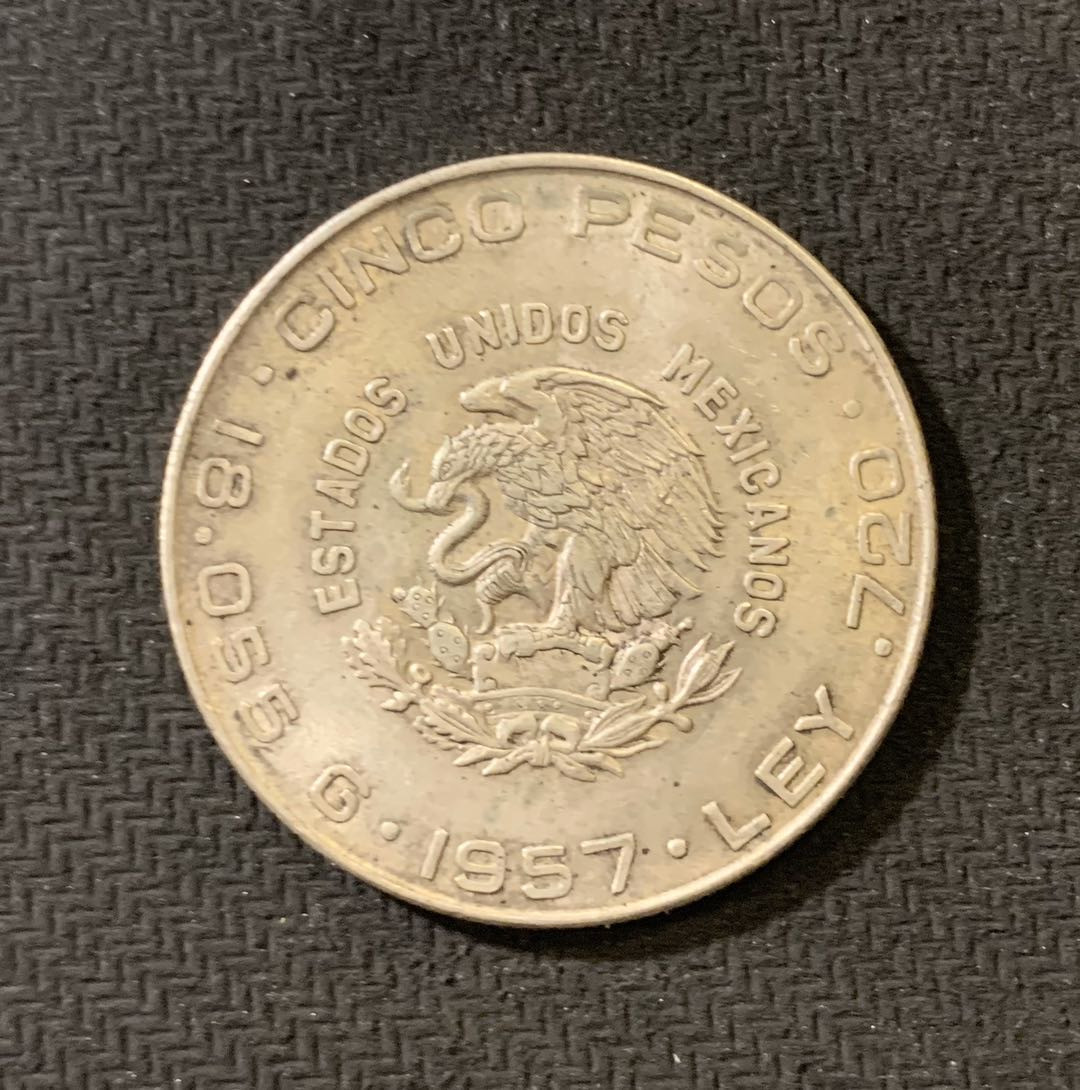 CINCO PESOS · LEY .720 · 1957 · 18.055 G ·
ESTADOS UNIDOS MEXICANOS